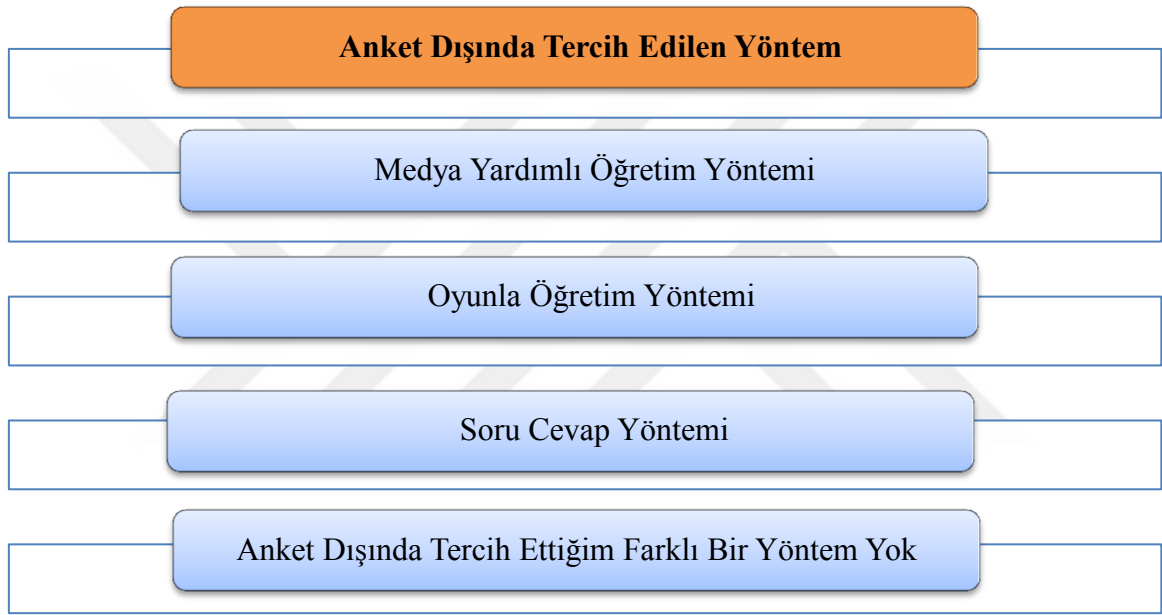 Anket Dışında Tercih Edilen Yöntem
Medya Yardımlı Öğretim Yöntemi
Oyunla Öğretim Yöntemi
Soru Cevap Yöntemi
Anket Dışında Tercih Ettiğim Farklı Bir Yöntem Yok